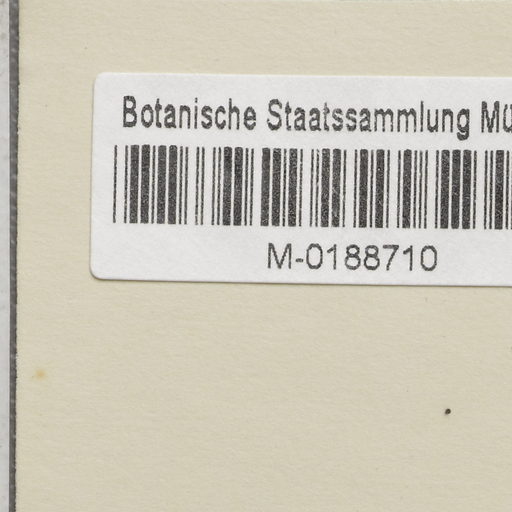 Botanische Staatssammlung Mü
M-0188710